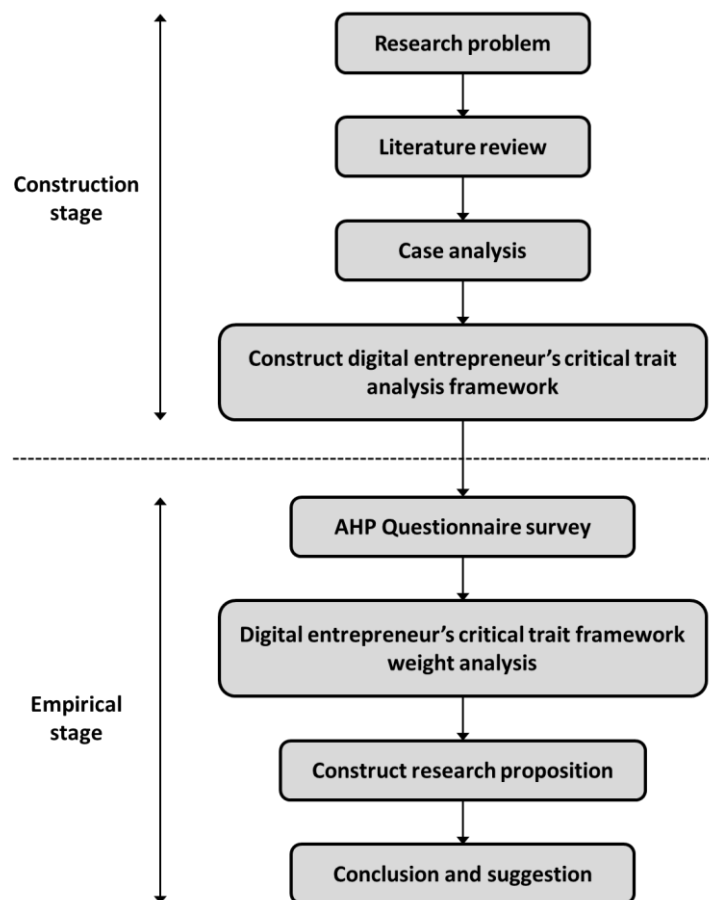 Research problem
Literature review
Construction
stage
Case analysis
Construct digital entrepreneur’s critical trait
analysis framework
AHP Questionnaire survey
Digital entrepreneur’s critical trait framework
weight analysis
Empirical
stage
Construct research proposition
Conclusion and suggestion